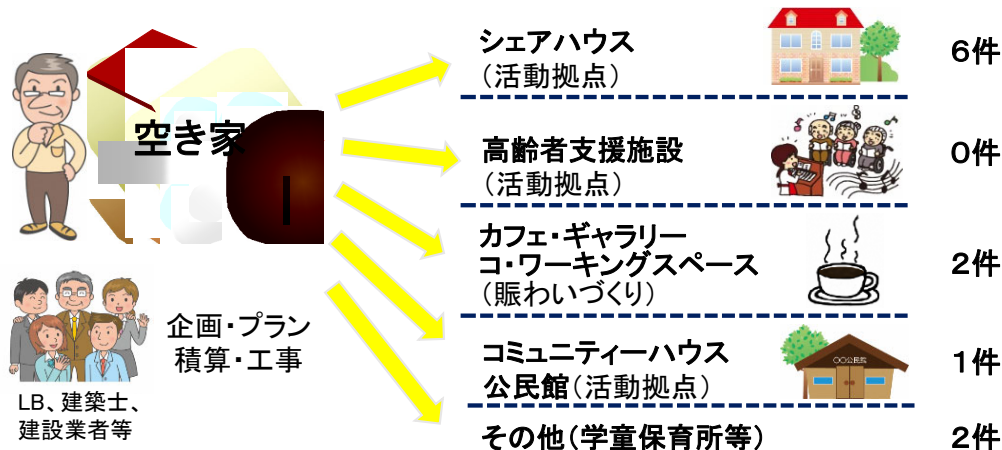 空き家
企画・プラン
積算・工事
LB、建築士、
建設業者等
シェアハウス
（活動拠点）
6件
高齢者支援施設
（活動拠点）
0件
カフェ・ギャラリー
コ・ワーキングスペース
（賑わいづくり）
2件
コミュニティーハウス
公民館（活動拠点）
〇〇公民館
1件
その他（学童保育所等）
2件